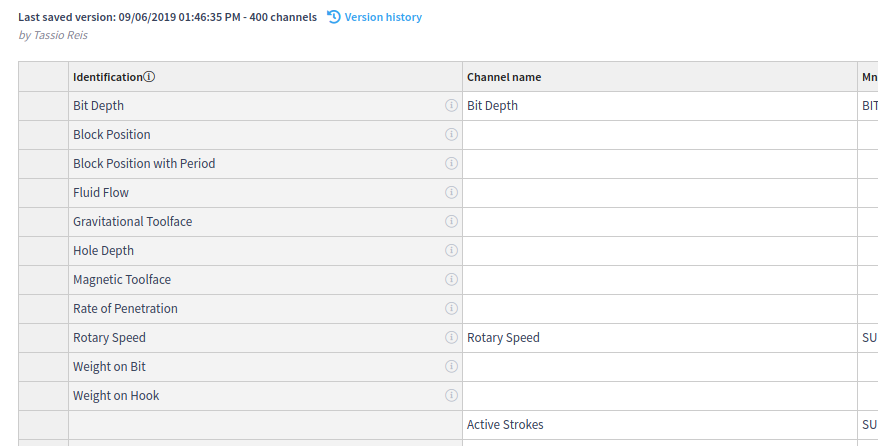 Last saved version: 09/06/2019 01:46:35 PM - 400 channels Version history
by Tassio Reis
Identification Channel name Mn
Bit Depth Bit Depth BIT
Block Position
Block Position with Period
Fluid Flow
Gravitational Toolface
Hole Depth
Magnetic Toolface
Rate of Penetration
Rotary Speed Rotary Speed SU
Weight on Bit
Weight on Hook
Active Strokes SU